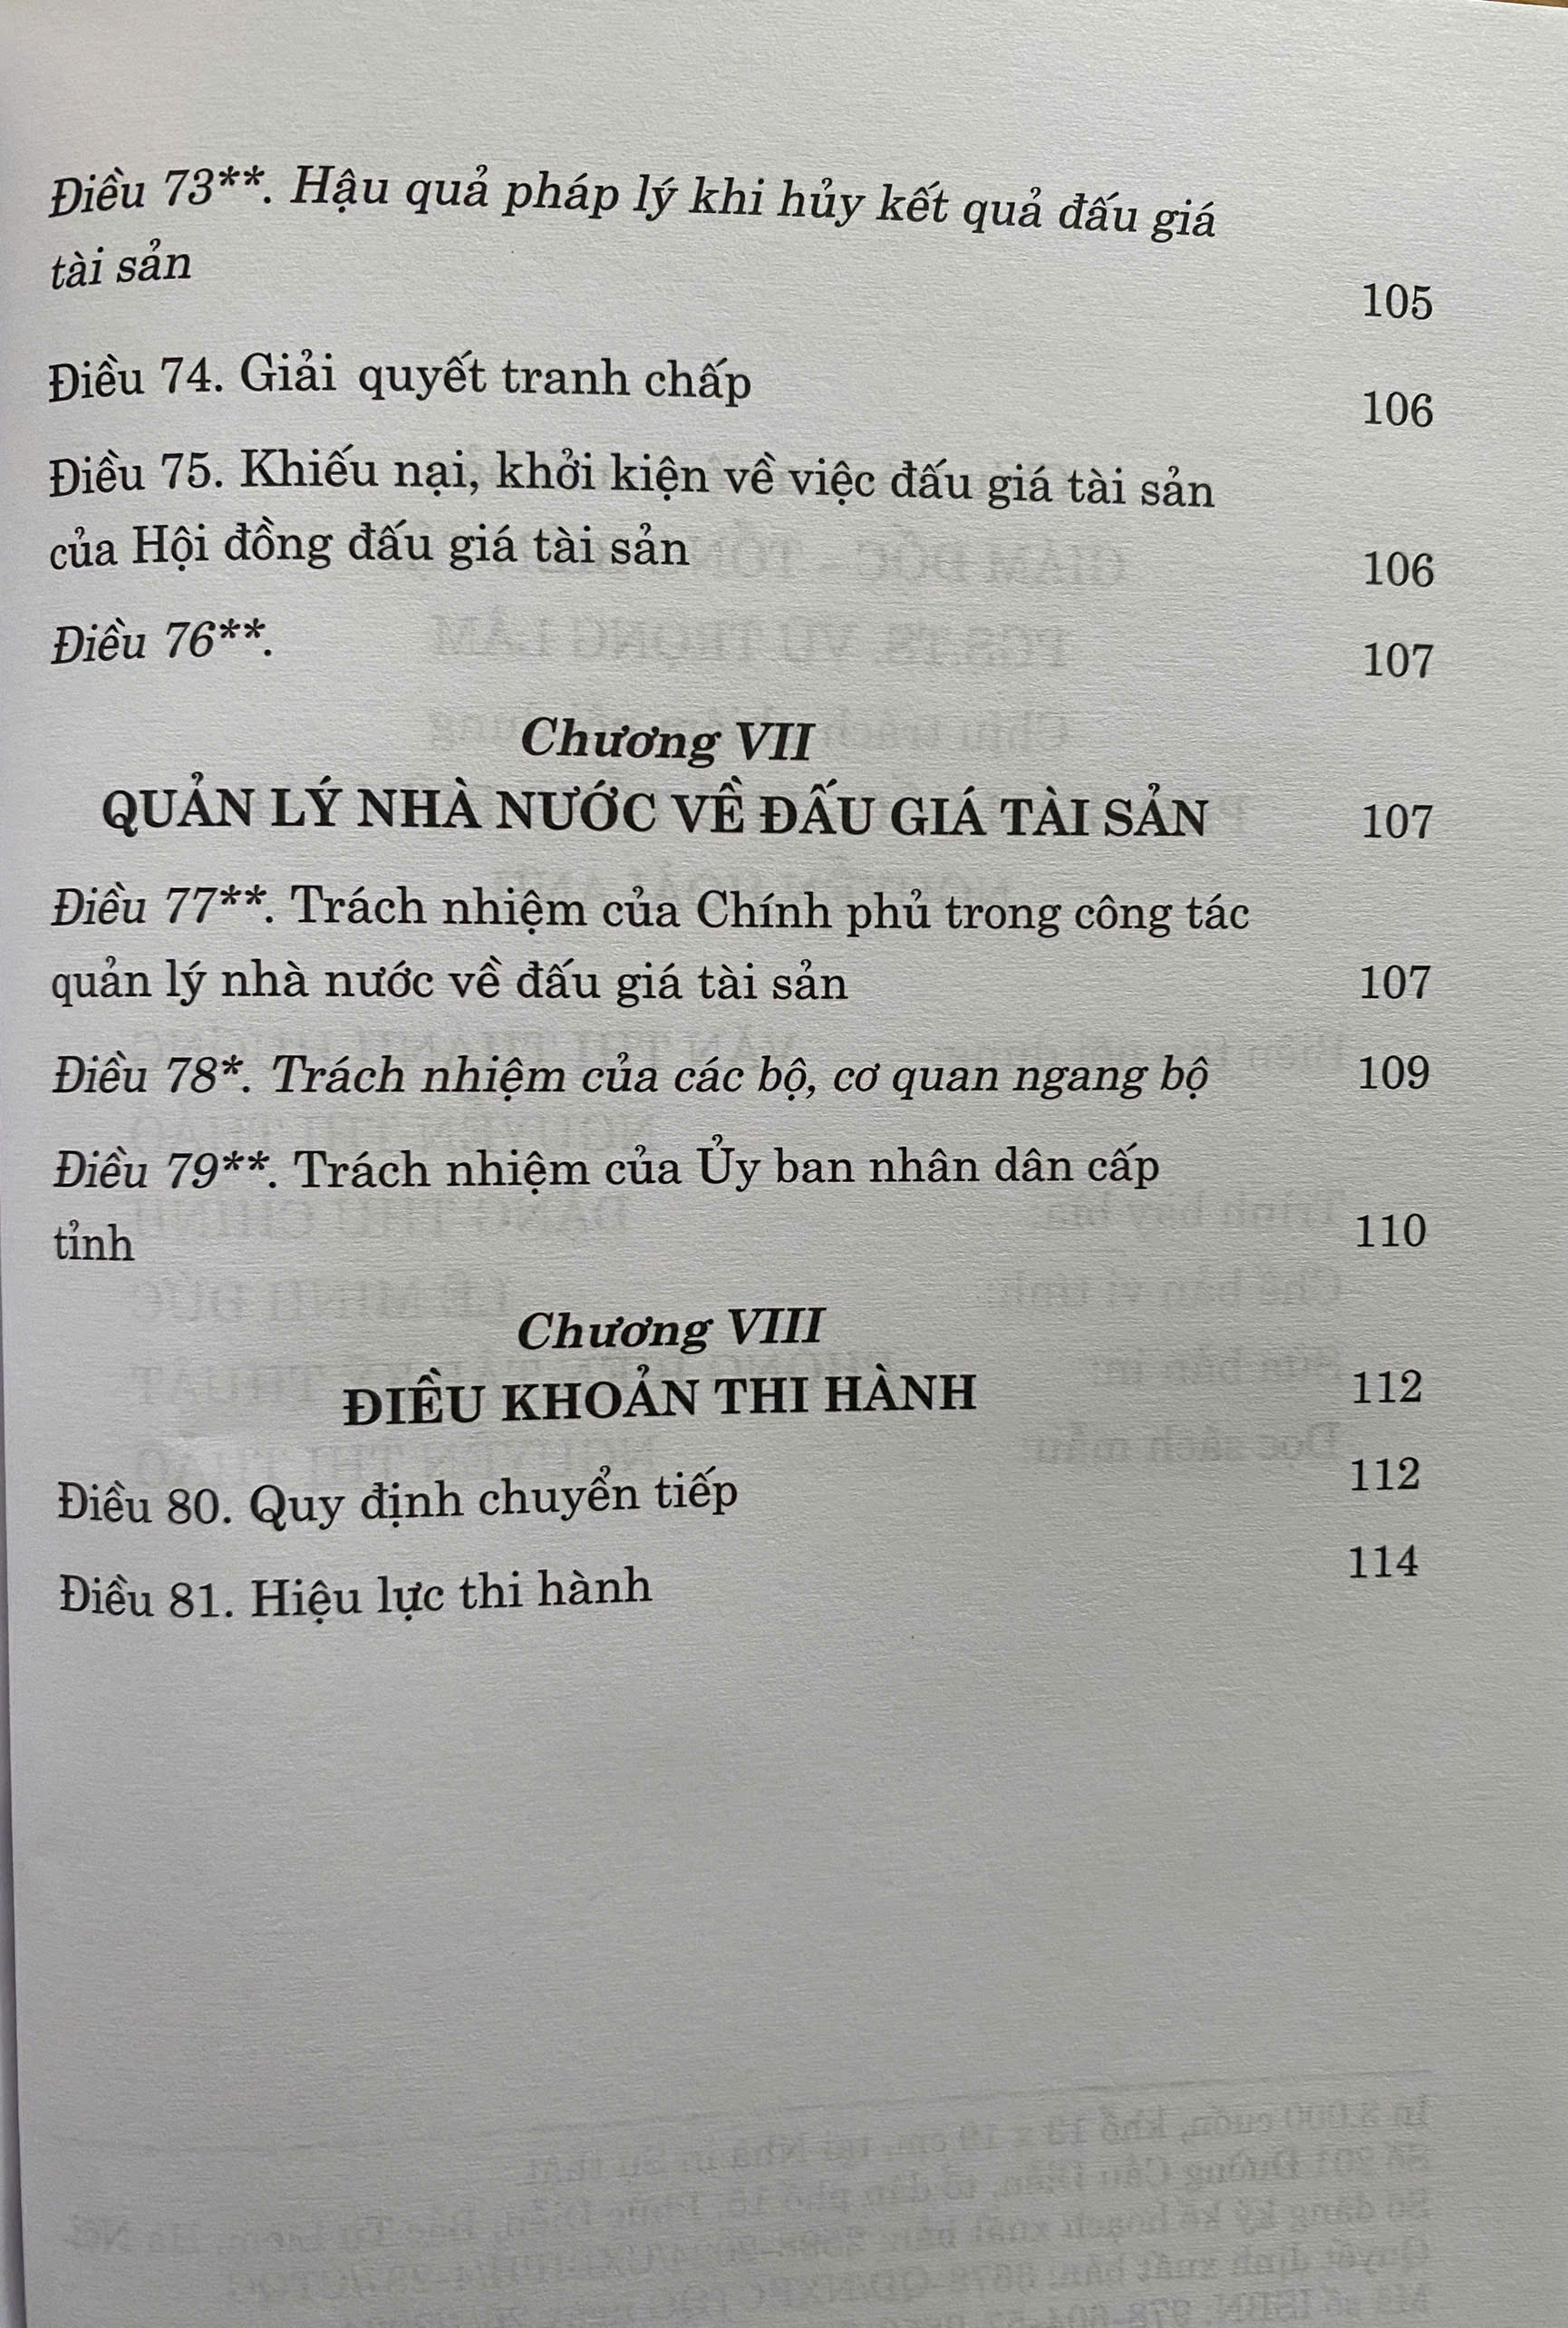 Điều 73**. Hậu quả pháp lý khi hủy kết quả đấu giá
tài sản 105
Điều 74. Giải quyết tranh chấp 106
Điều 75. Khiếu nại, khởi kiện về việc đấu giá tài sản
của Hội đồng đấu giá tài sản 106
Điều 76**. 107
Chương VII
QUẢN LÝ NHÀ NƯỚC VỀ ĐẤU GIÁ TÀI SẢN 107
Điều 77**. Trách nhiệm của Chính phủ trong công tác
quản lý nhà nước về đấu giá tài sản 107
Điều 78*. Trách nhiệm của các bộ, cơ quan ngang bộ 109
Điều 79**. Trách nhiệm của Ủy ban nhân dân cấp
tỉnh 110
Chương VIII
ĐIỀU KHOẢN THI HÀNH 112
Điều 80. Quy định chuyển tiếp 112
Điều 81. Hiệu lực thi hành 114